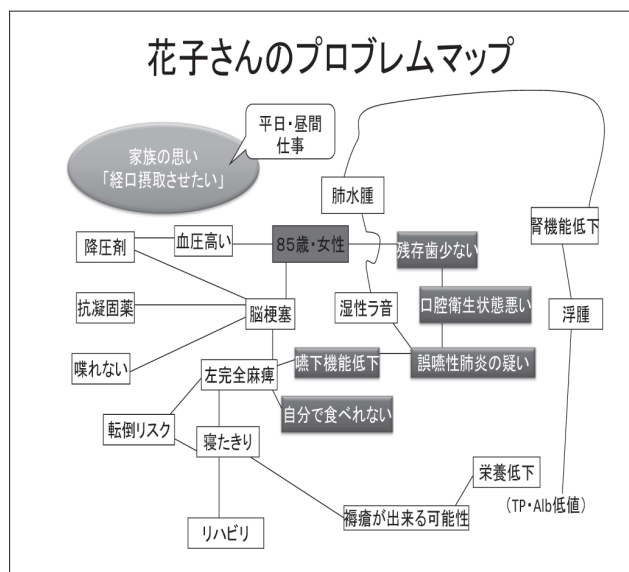 花子さんのプロブレムマップ
平日・昼間
仕事
家族の思い
「経口摂取させたい」
肺水腫
腎機能低下
降圧剤
血圧高い
85歳・女性
残存歯少ない
抗凝固薬
脳梗塞
湿性ラ音
口腔衛生状態悪い
浮腫
喋れない
左完全麻痺
嚥下機能低下
誤嚥性肺炎の疑い
自分で食べれない
転倒リスク
寝たきり
栄養低下
(TP・Alb低値)
褥瘡が出来る可能性
リハビリ